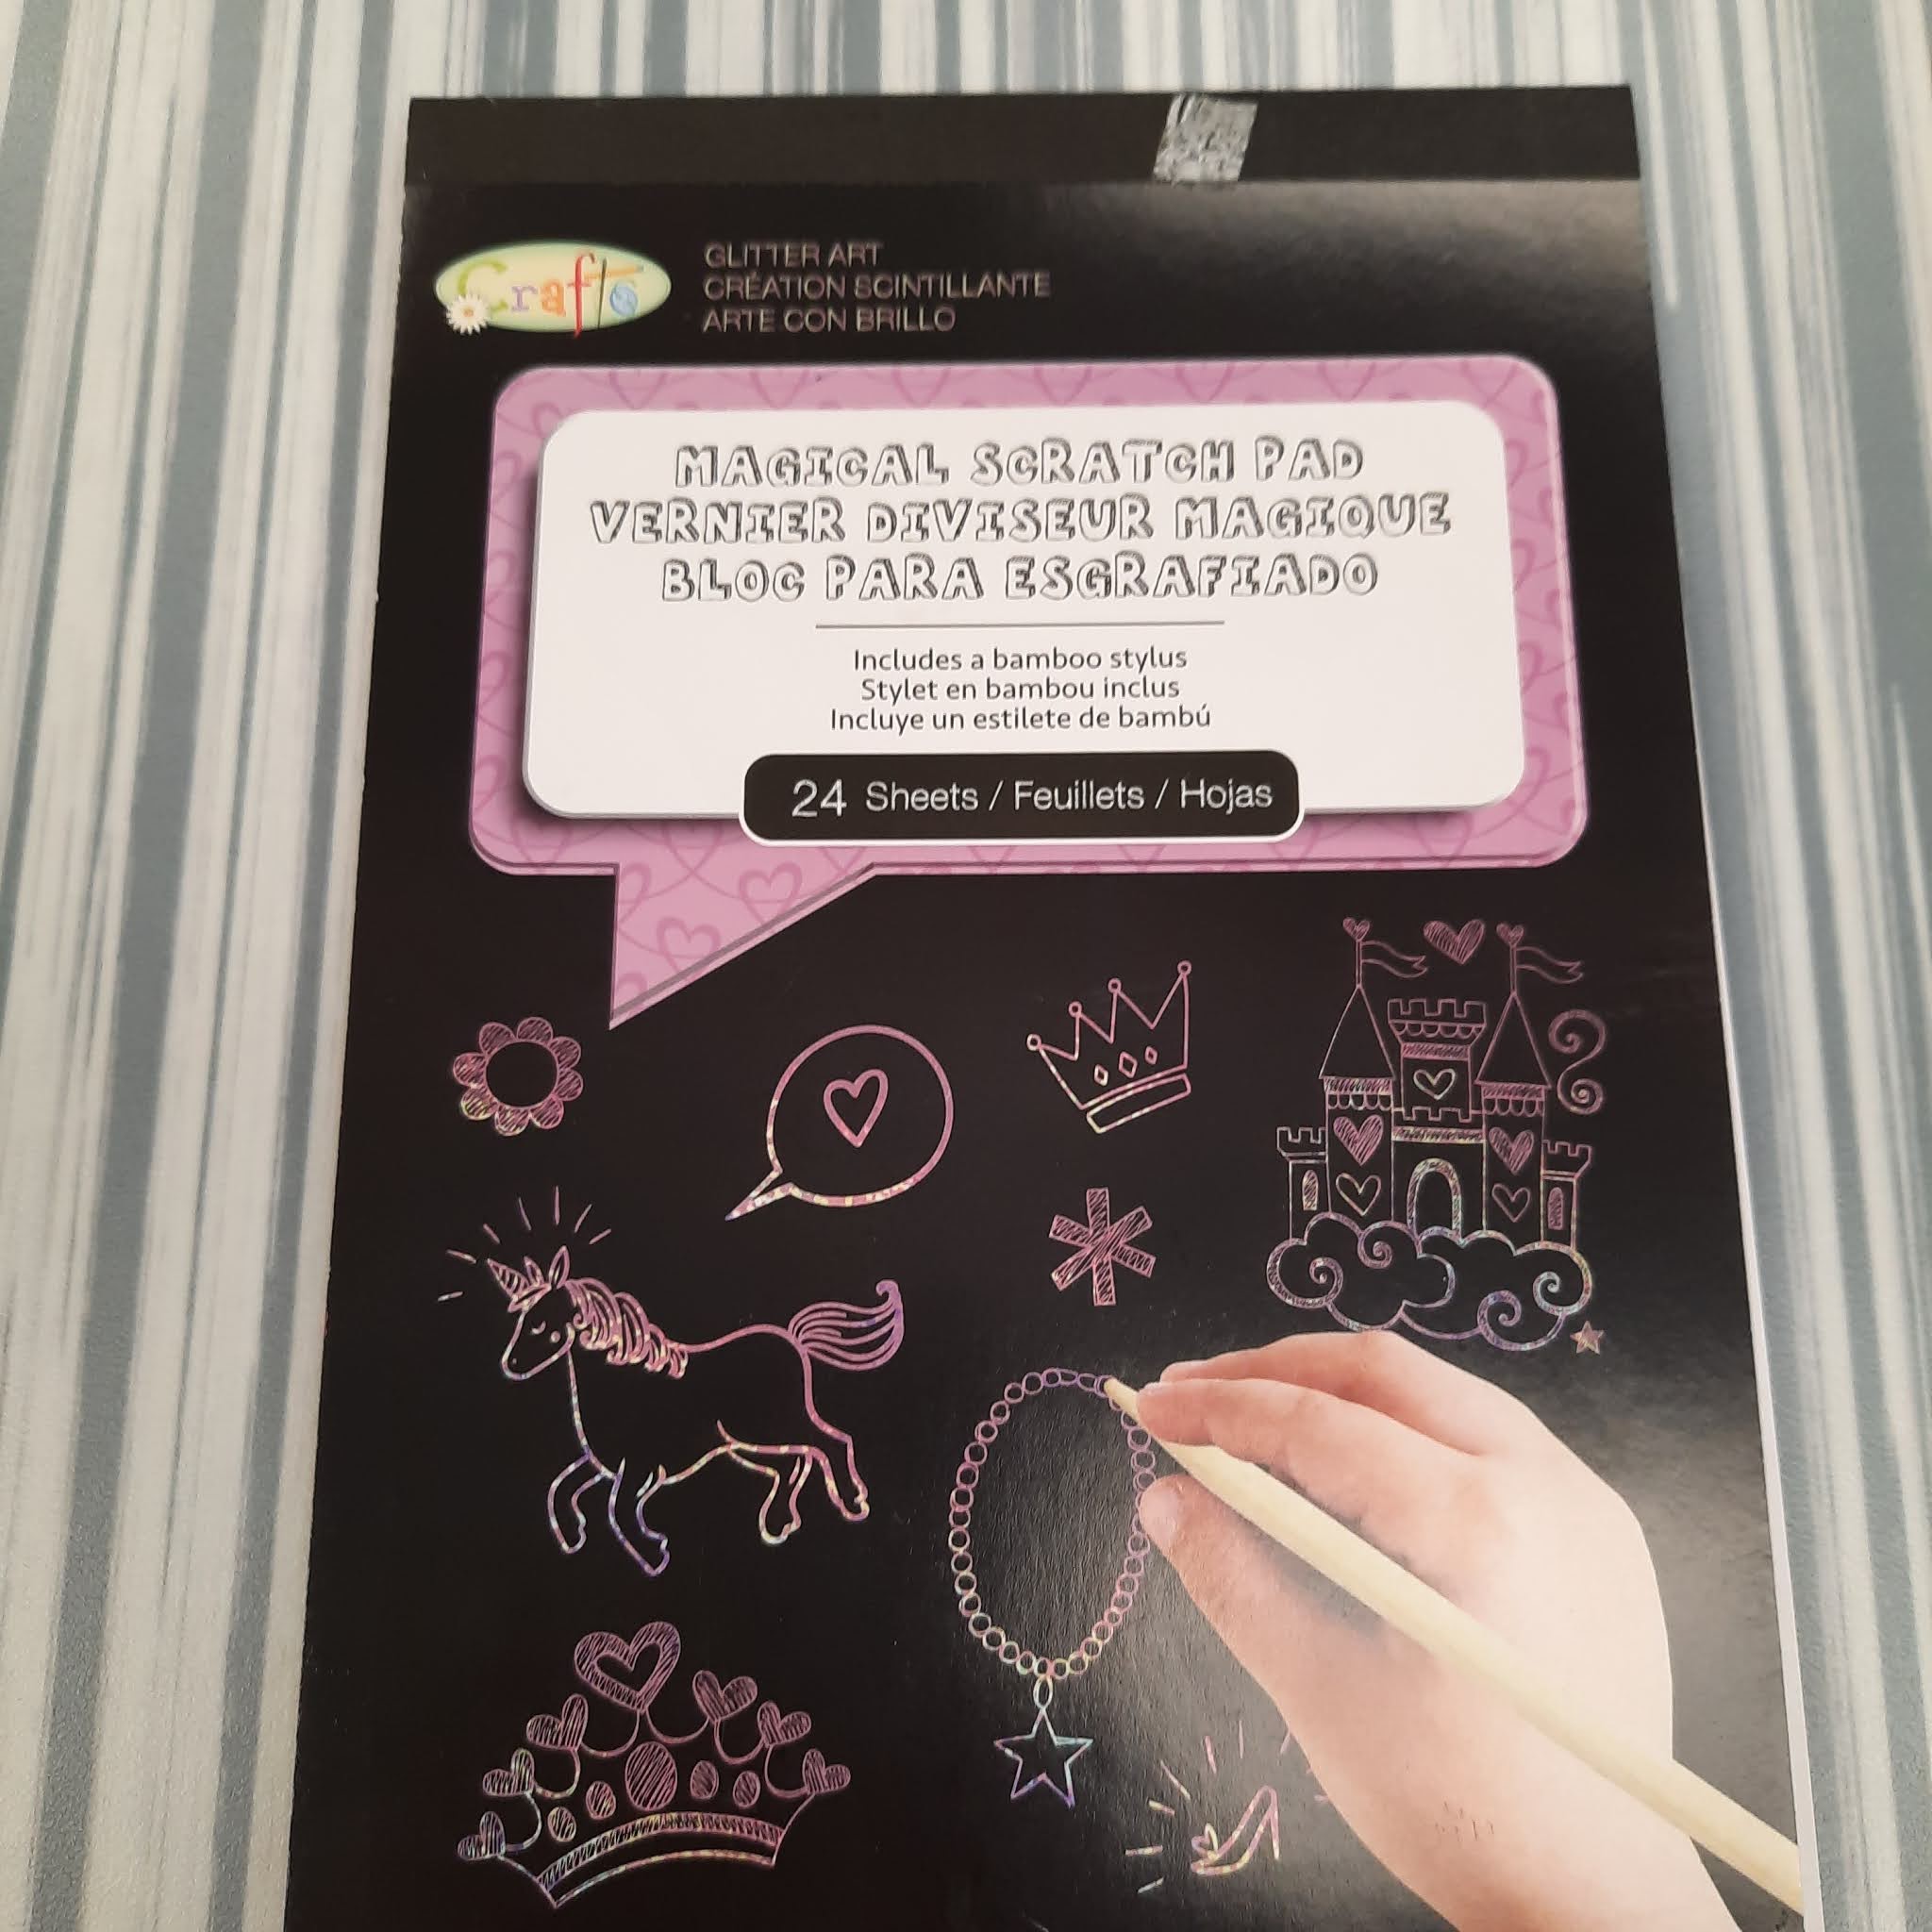 Crafts
GLITTER ART
CRÉATION SCINTILLANTE
ARTE CON BRILLO
MAGICAL SCRATCH PAD
VERNIER DIVISEUR MAGIQUE
BLOC PARA ESGRAFIADO
Includes a bamboo stylus
Stylet en bambou inclus
Incluye un estilete de bambú
24 Sheets / Feuillets / Hojas